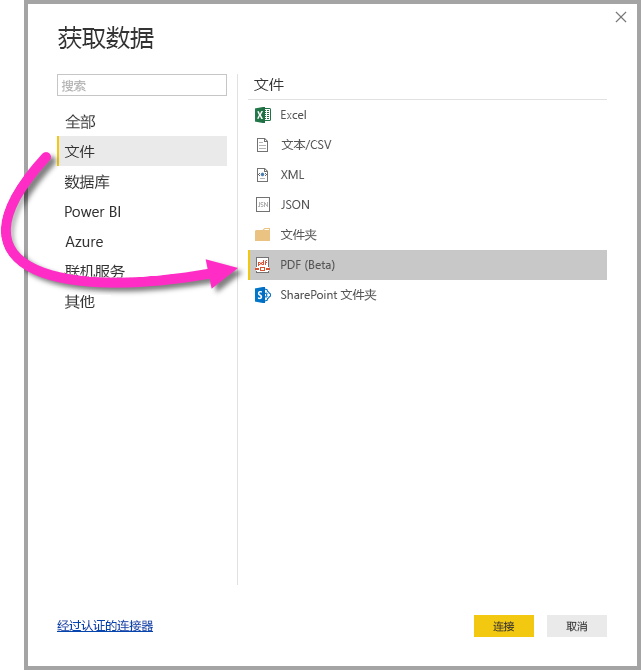 获取数据
搜索
全部
文件
数据库
Power BI
Azure
联机服务
其他
文件
Excel
文本/CSV
XML
JSON
文件夹
PDF (Beta)
SharePoint 文件夹
经过认证的连接器
连接
取消